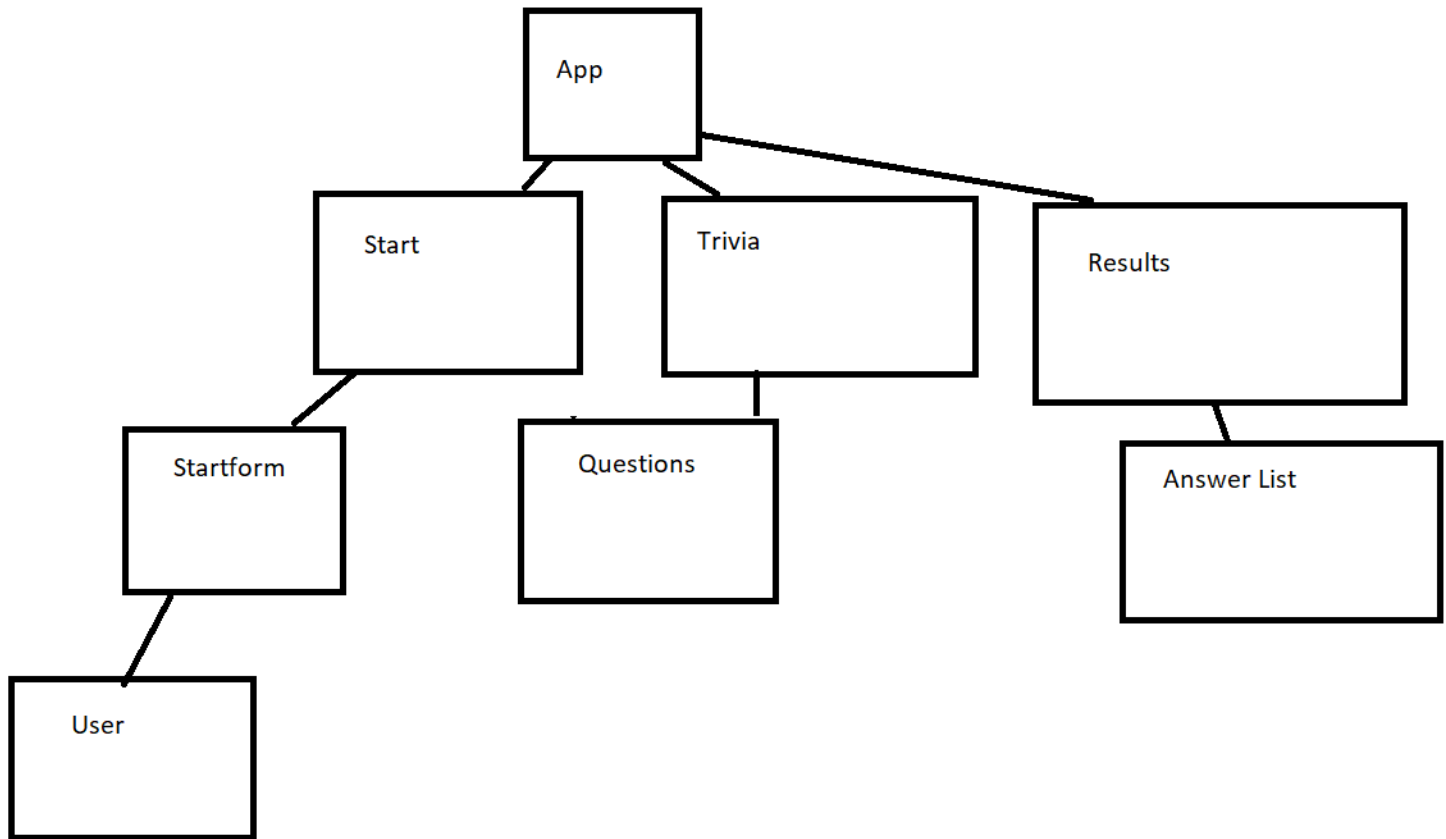 App
Start
Trivia
Results
Startform
Questions
Answer List
User